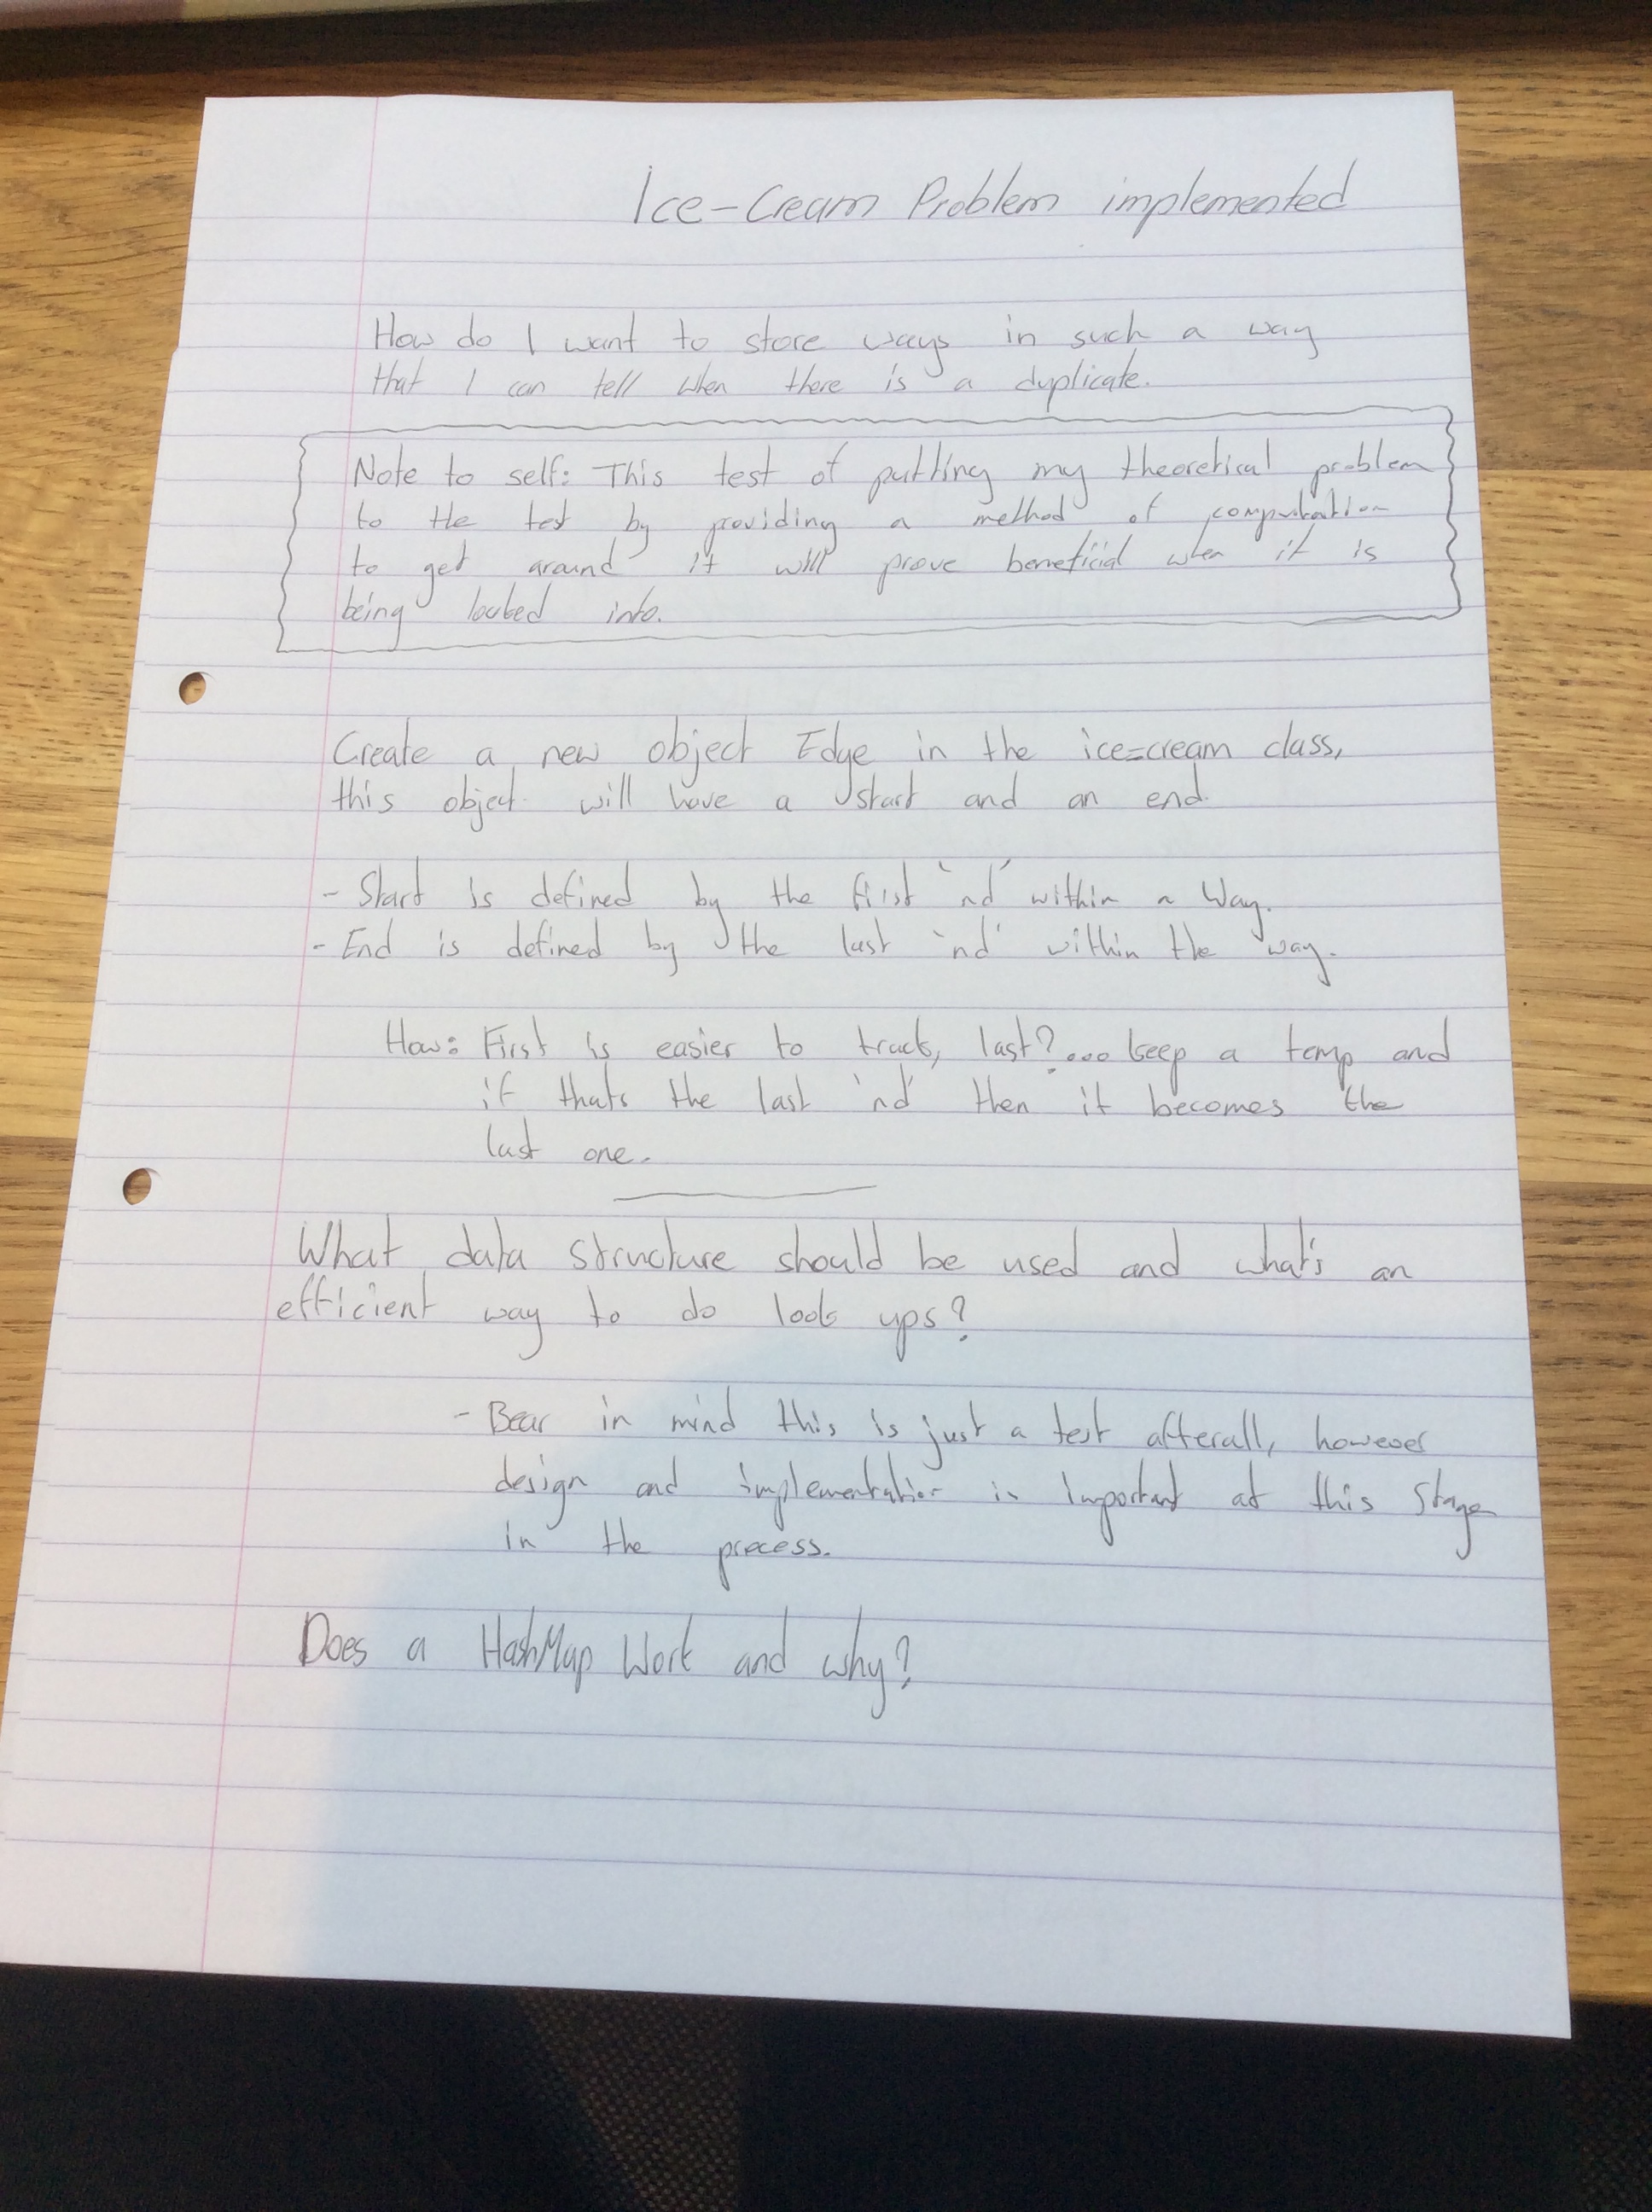 Ice-Cream Problem implemented
How do I want to store ways in such a way
that I can tell when there is a duplicate.
Note to self: This test of putting my theoretical problem
to the test by providing a method of computation
to get around it will prove beneficial when it is
being looked into.
Create a new object Edge in the ice-cream class,
this object will have a start and an end.
- Start is defined by the first 'nd' within a Way.
- End is defined by the last 'nd' within the way.
How: First is easier to track, last?... keep a temp and
if thats the last 'nd' then it becomes the
last one.
What data structure should be used and what's an
efficient way to do look ups?
- Bear in mind this is just a test afterall, however
design and implementation is important at this stage
in the process.
Does a HashMap Work and why?